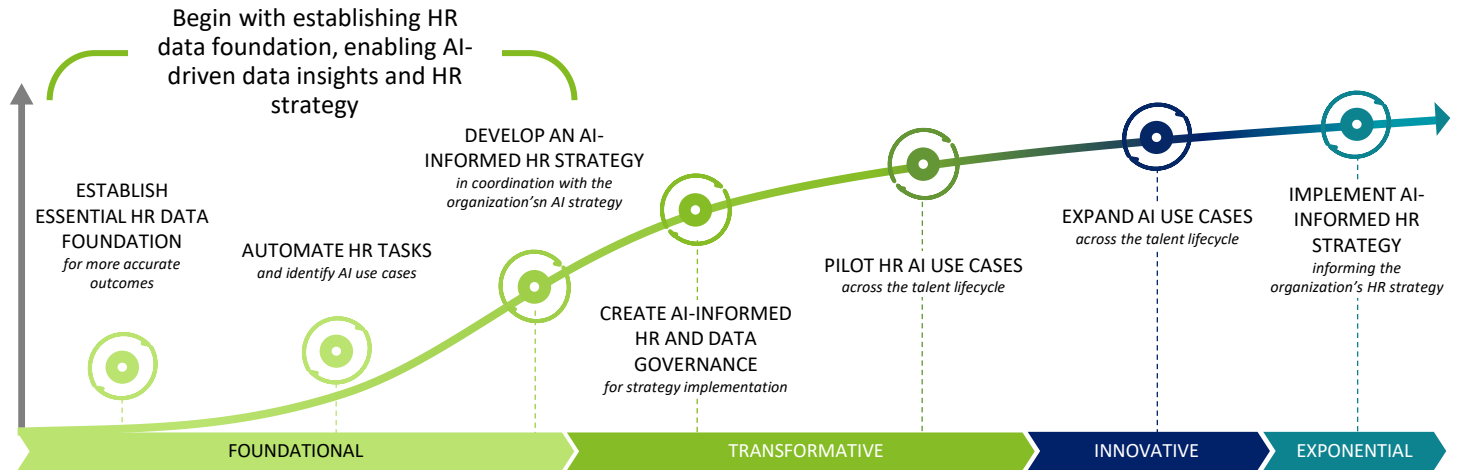 Begin with establishing HR
data foundation, enabling AI-
driven data insights and HR
strategy
ESTABLISH
ESSENTIAL HR DATA
FOUNDATION
for more accurate
outcomes
AUTOMATE HR TASKS
and identify AI use cases
DEVELOP AN AI-
INFORMED HR STRATEGY
in coordination with the
organization'sn AI strategy
CREATE AI-INFORMED
HR AND DATA
GOVERNANCE
for strategy implementation
PILOT HR AI USE CASES
across the talent lifecycle
EXPAND AI USE CASES
across the talent lifecycle
IMPLEMENT AI-
INFORMED HR
STRATEGY
informing the
organization's HR strategy
FOUNDATIONAL
TRANSFORMATIVE
INNOVATIVE
EXPONENTIAL